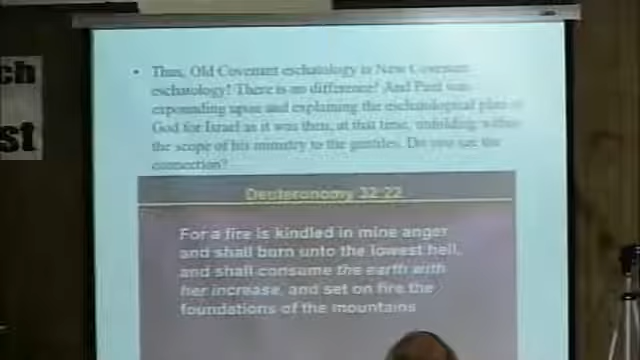 ch
st
• Thus, Old Covenant eschatology is New Covenant
eschatology! There is no difference! And Paul was
expounding upon and explaining the eschatological plan of
God for Israel as it was then, at that time, unfolding within
the scope of his ministry to the gentiles. Do you see the
connection?
Deuteronomy 32:22
For a fire is kindled in mine anger
and shall burn unto the lowest hell,
and shall consume the earth with
her increase, and set on fire the
foundations of the mountains